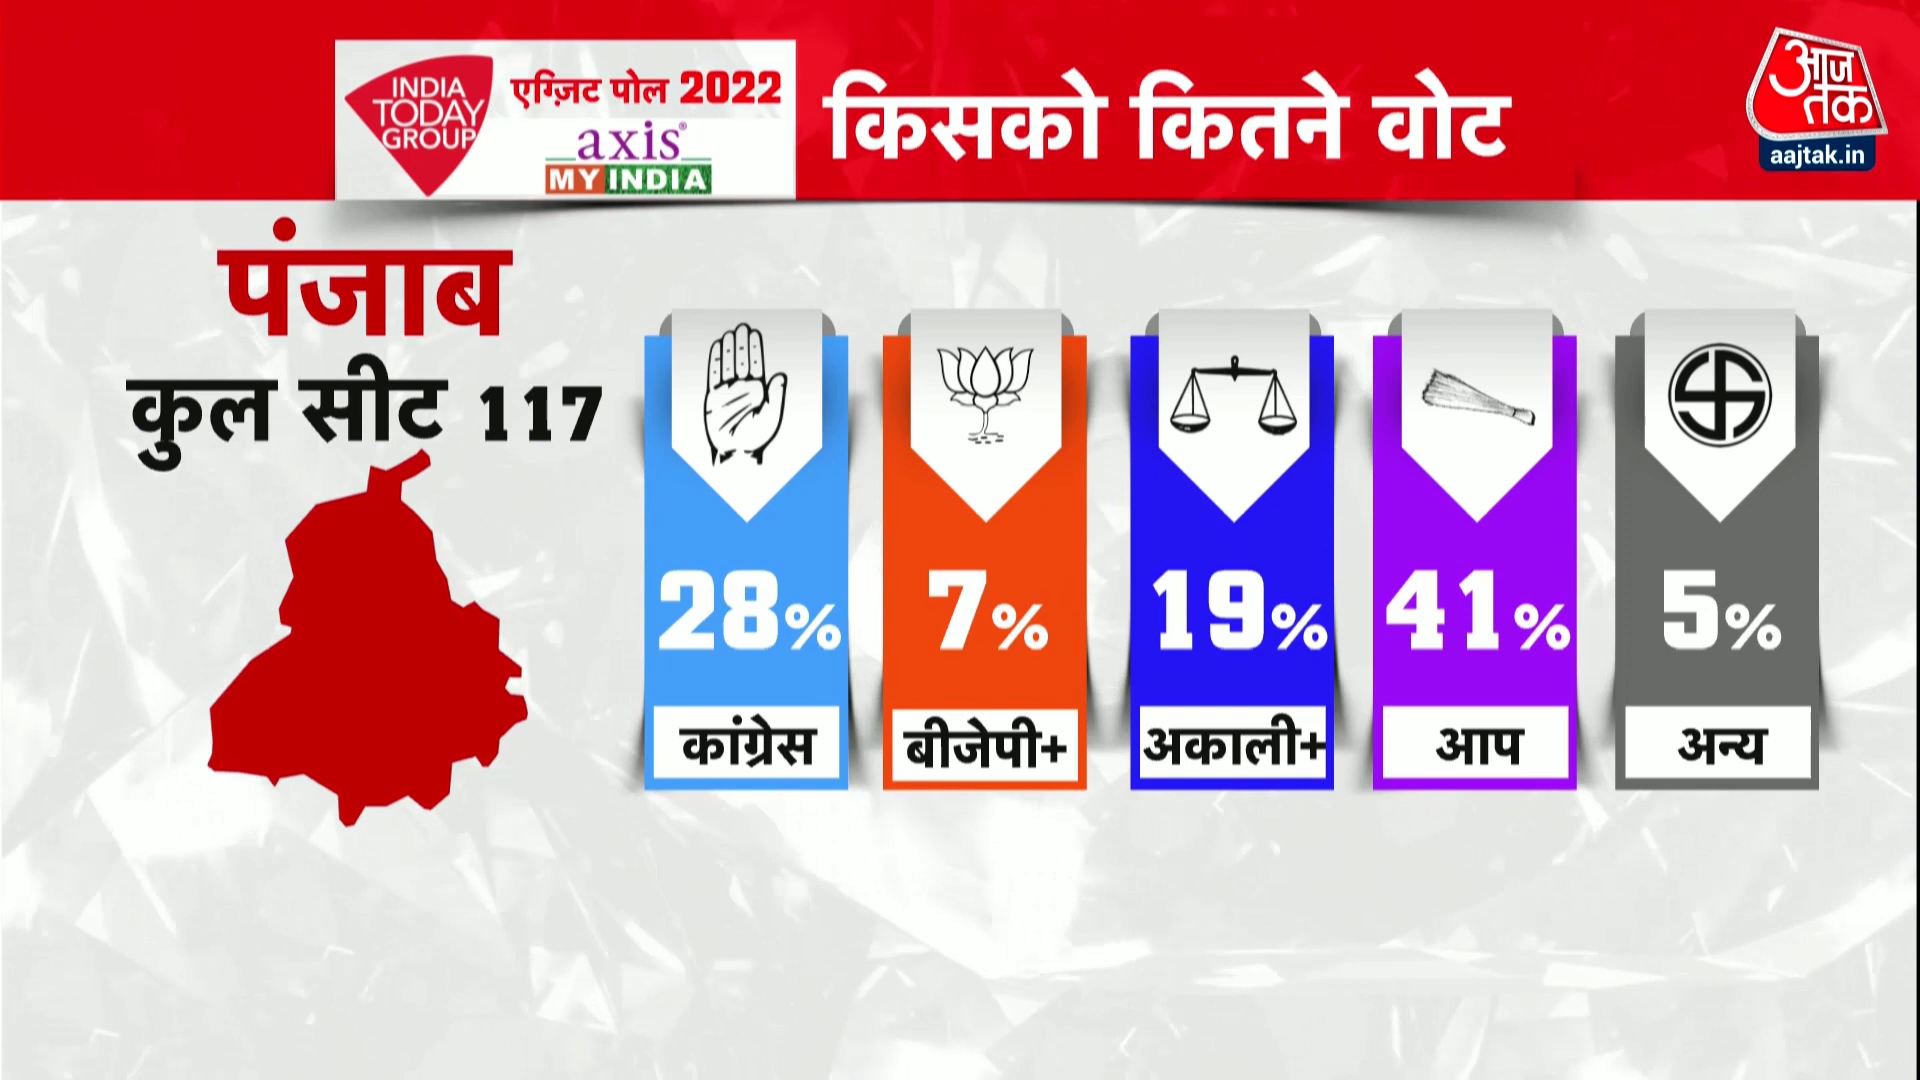 INDIA
TODAY
GROUP
एग्ज़िट पोल 2022
axis®
MY INDIA
किसको कितने वोट
आज
तक
aajtak.in
पंजाब
कुल सीट 117
28% 7% 19% 41% 5%
कांग्रेस बीजेपी+ अकाली+ आप अन्य